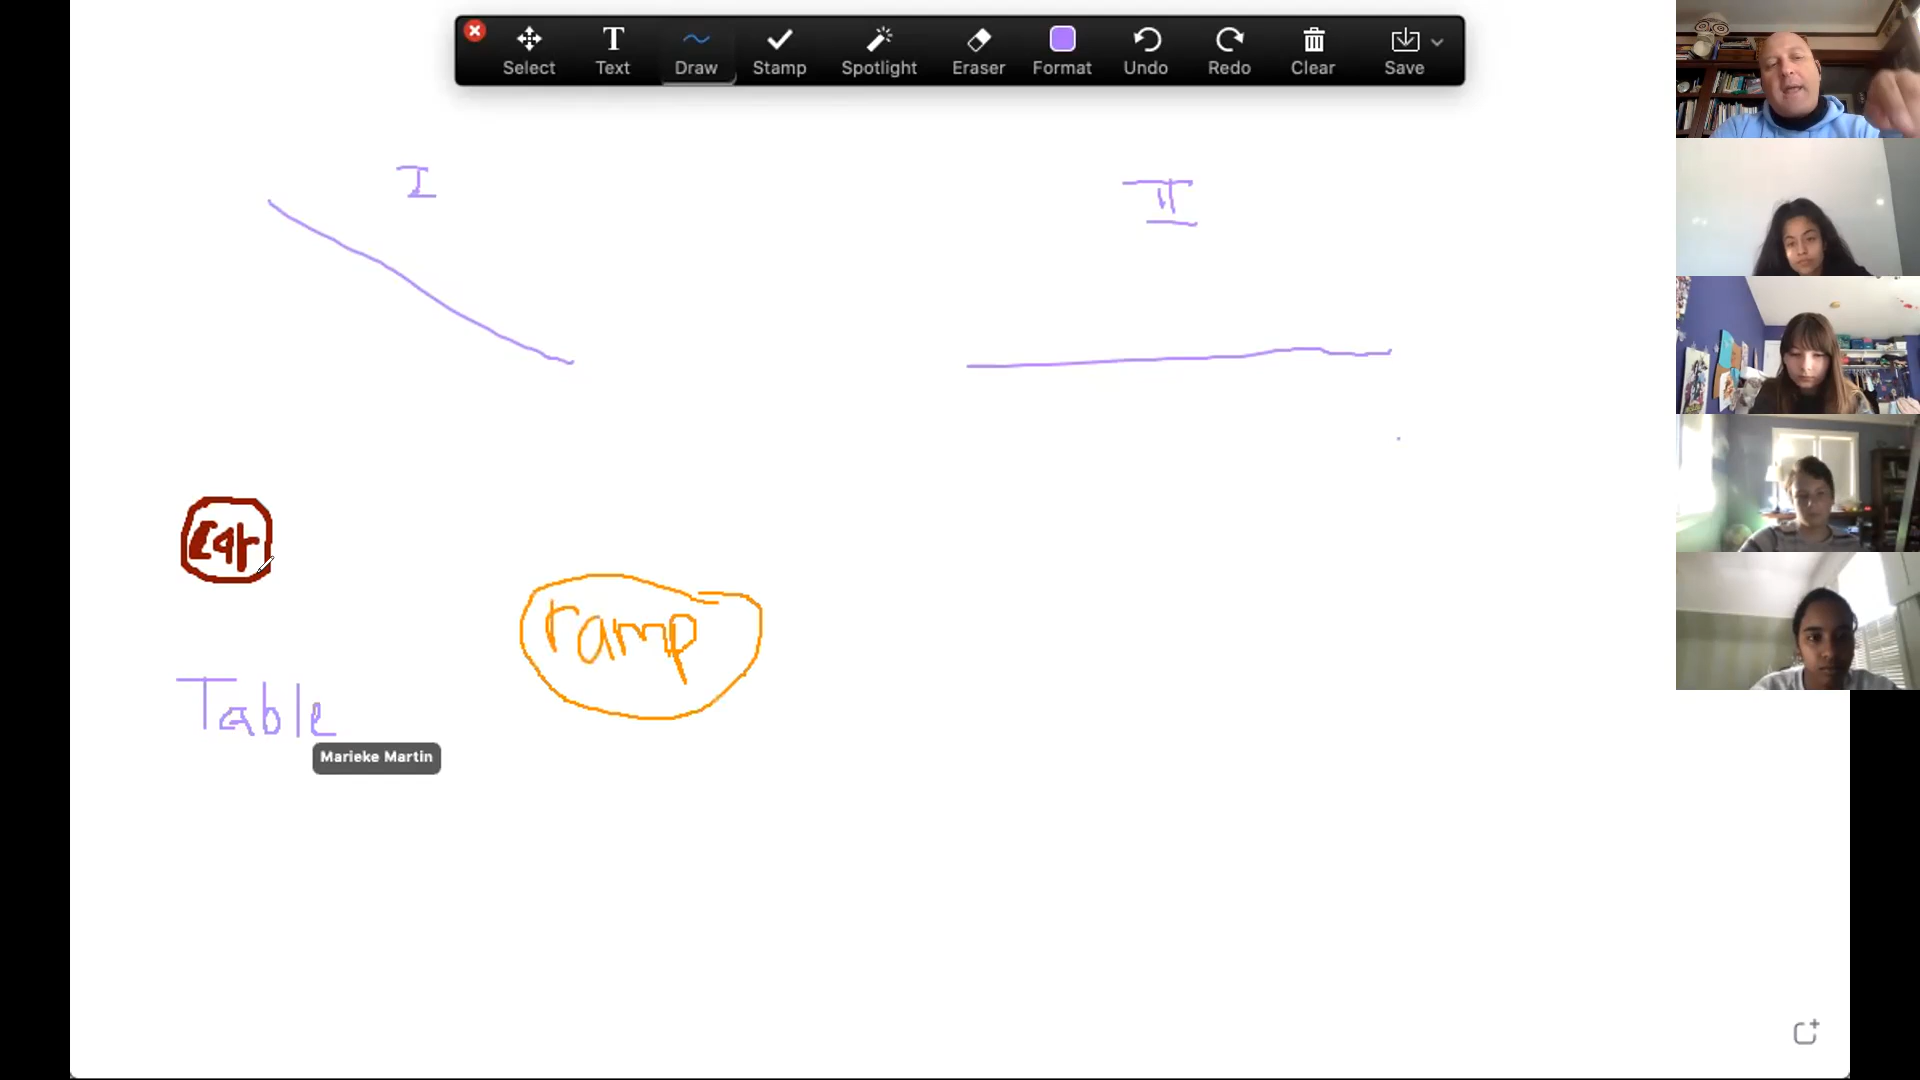 Select Text Draw Stamp Spotlight Eraser Format Undo Redo Clear Save
I
II
Car
ramp
Table
Marieke Martin